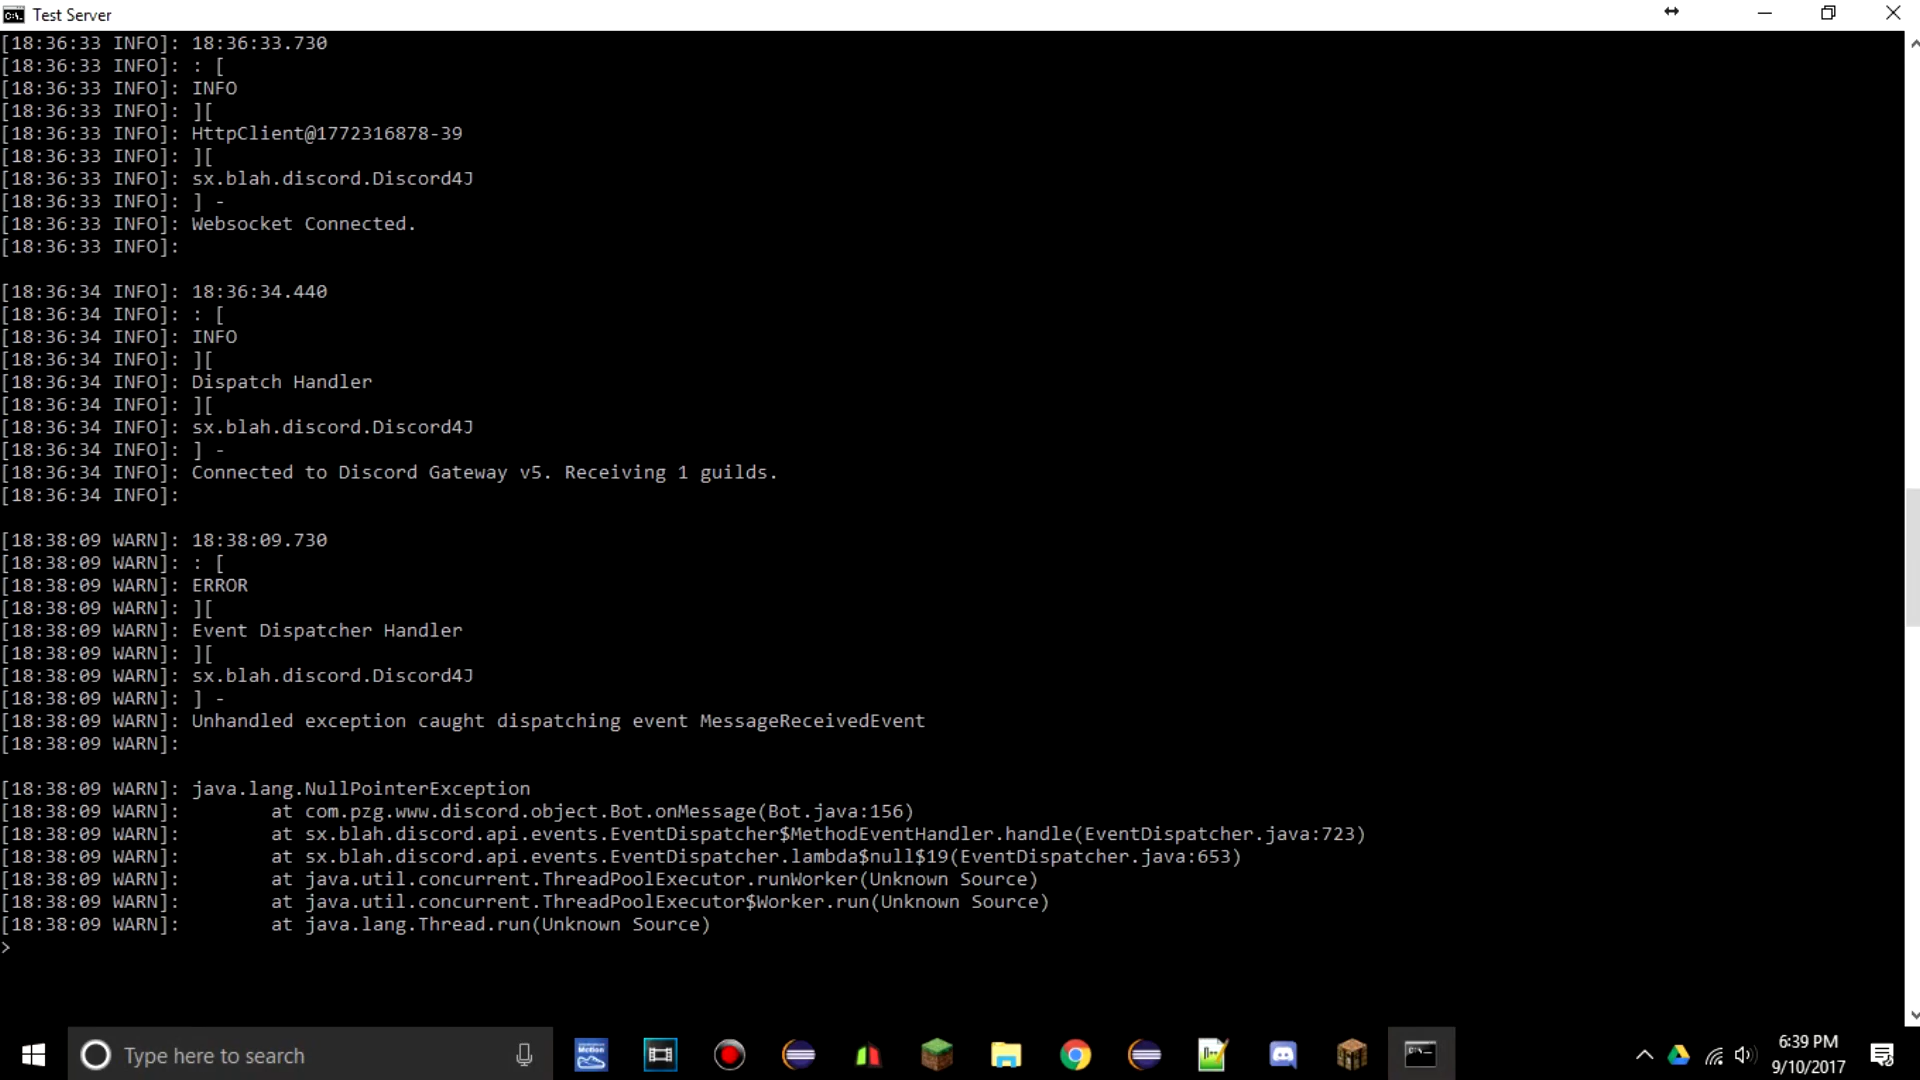 Test Server
[18:36:33 INFO]: 18:36:33.730
[18:36:33 INFO]: : [
[18:36:33 INFO]: INFO
[18:36:33 INFO]: ][
[18:36:33 INFO]: HttpClient@1772316878-39
[18:36:33 INFO]: ][
[18:36:33 INFO]: sx.blah.discord.Discord4J
[18:36:33 INFO]: ] -
[18:36:33 INFO]: Websocket Connected.
[18:36:33 INFO]:
[18:36:34 INFO]: 18:36:34.440
[18:36:34 INFO]: : [
[18:36:34 INFO]: INFO
[18:36:34 INFO]: ][
[18:36:34 INFO]: Dispatch Handler
[18:36:34 INFO]: ][
[18:36:34 INFO]: sx.blah.discord.Discord4J
[18:36:34 INFO]: ] -
[18:36:34 INFO]: Connected to Discord Gateway v5. Receiving 1 guilds.
[18:36:34 INFO]:
[18:38:09 WARN]: 18:38:09.730
[18:38:09 WARN]: : [
[18:38:09 WARN]: ERROR
[18:38:09 WARN]: ][
[18:38:09 WARN]: Event Dispatcher Handler
[18:38:09 WARN]: ][
[18:38:09 WARN]: sx.blah.discord.Discord4J
[18:38:09 WARN]: ] -
[18:38:09 WARN]: Unhandled exception caught dispatching event MessageReceivedEvent
[18:38:09 WARN]:
[18:38:09 WARN]: java.lang.NullPointerException
[18:38:09 WARN]:        at com.pzg.www.discord.object.Bot.onMessage(Bot.java:156)
[18:38:09 WARN]:        at sx.blah.discord.api.events.EventDispatcher$MethodEventHandler.handle(EventDispatcher.java:723)
[18:38:09 WARN]:        at sx.blah.discord.api.events.EventDispatcher.lambda$null$19(EventDispatcher.java:653)
[18:38:09 WARN]:        at java.util.concurrent.ThreadPoolExecutor.runWorker(Unknown Source)
[18:38:09 WARN]:        at java.util.concurrent.ThreadPoolExecutor$Worker.run(Unknown Source)
[18:38:09 WARN]:        at java.lang.Thread.run(Unknown Source)
>
Type here to search
Motion
6:39 PM
9/10/2017